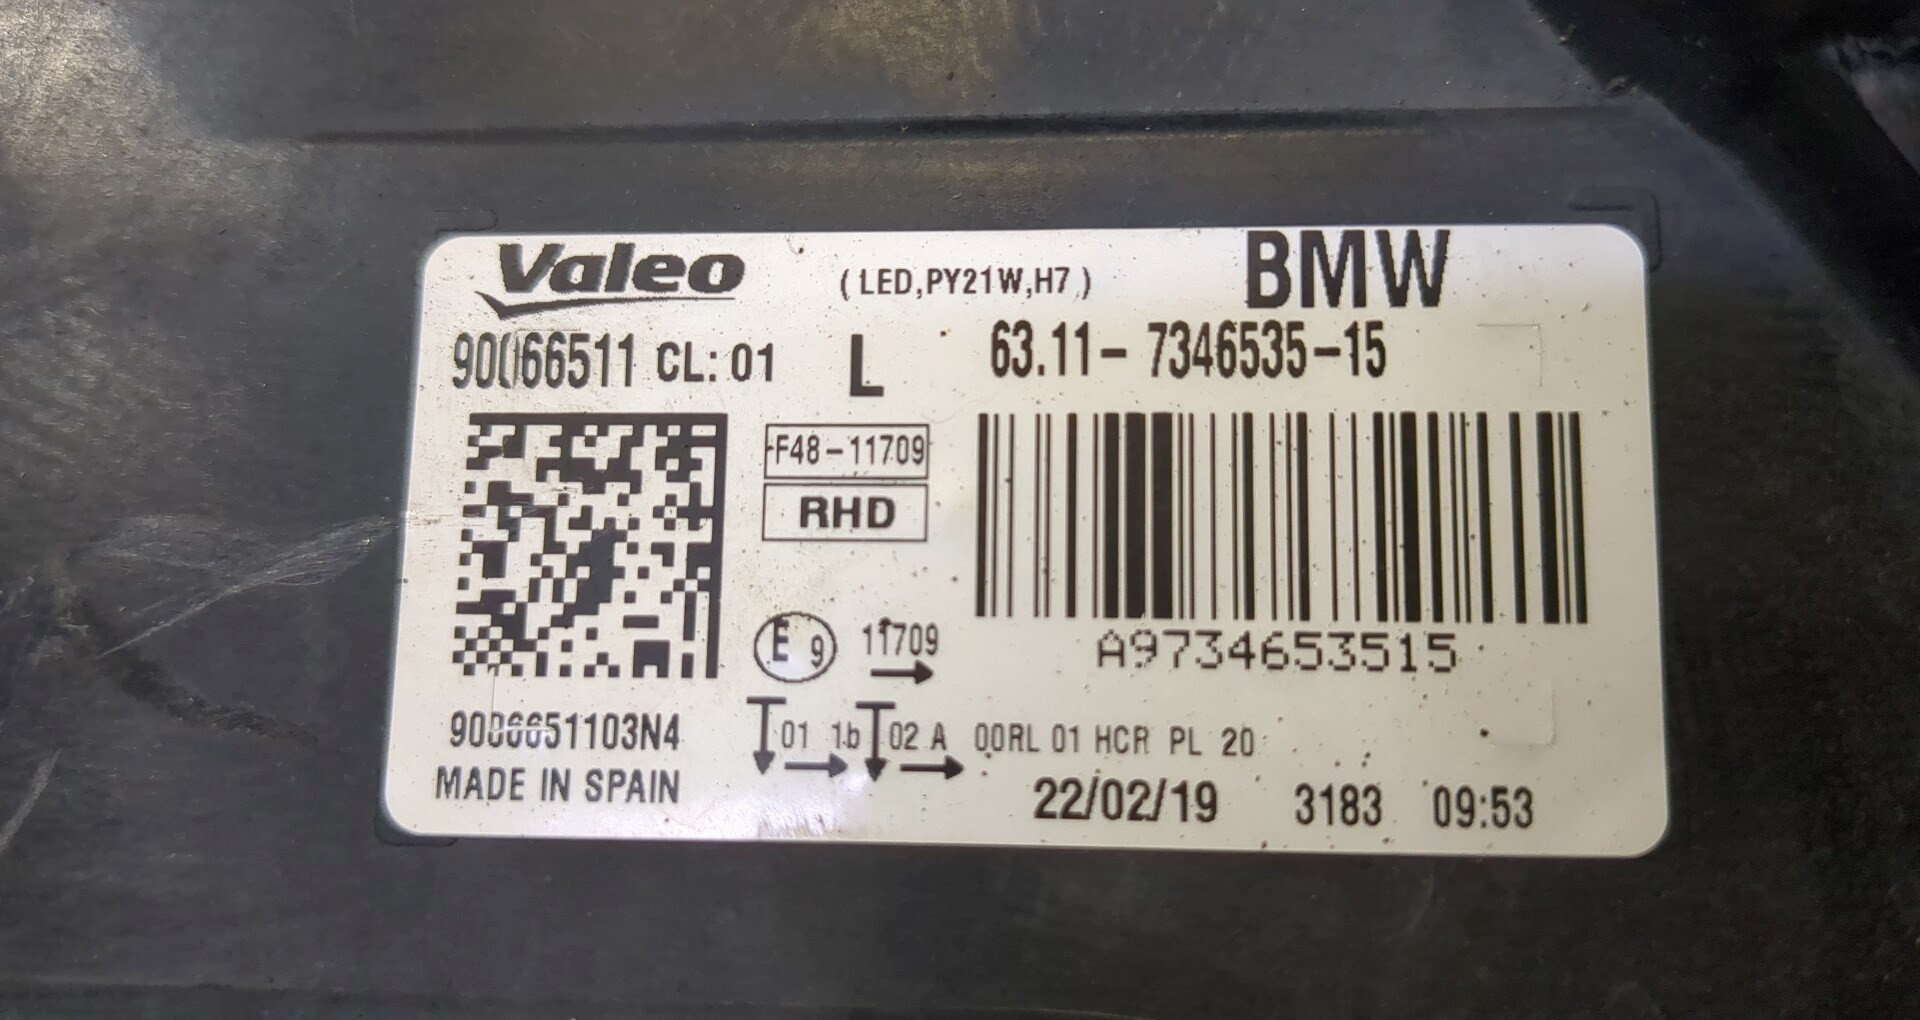 Valeo (LED,PY21W,H7) BMW
90066511 CL:01 L 63.11-7346535-15
F48-11709
RHD
E 9 11709
A9734653515
9006651103N4 01 1b 02 A 00RL 01 HCR PL 20
MADE IN SPAIN 22/02/19 3183 09:53